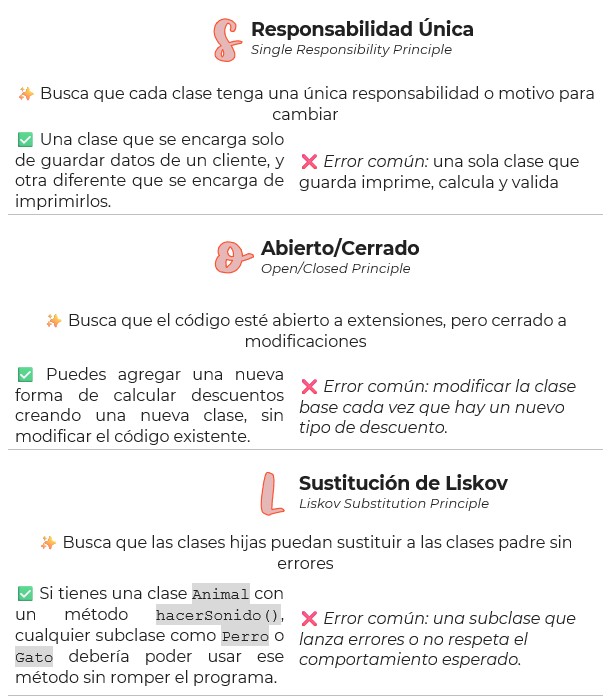 S Responsabilidad Única
Single Responsibility Principle
✨ Busca que cada clase tenga una única responsabilidad o motivo para
cambiar
✅ Una clase que se encarga solo
de guardar datos de un cliente, y
otra diferente que se encarga de
imprimirlos.
❌ Error común: una sola clase que
guarda imprime, calcula y valida
O Abierto/Cerrado
Open/Closed Principle
✨ Busca que el código esté abierto a extensiones, pero cerrado a
modificaciones
✅ Puedes agregar una nueva
forma de calcular descuentos
creando una nueva clase, sin
modificar el código existente.
❌ Error común: modificar la clase
base cada vez que hay un nuevo
tipo de descuento.
L Sustitución de Liskov
Liskov Substitution Principle
✨ Busca que las clases hijas puedan sustituir a las clases padre sin
errores
✅ Si tienes una clase Animal con
un método hacerSonido(),
cualquier subclase como Perro o
Gato debería poder usar ese
método sin romper el programa.
❌ Error común: una subclase que
lanza errores o no respeta el
comportamiento esperado.